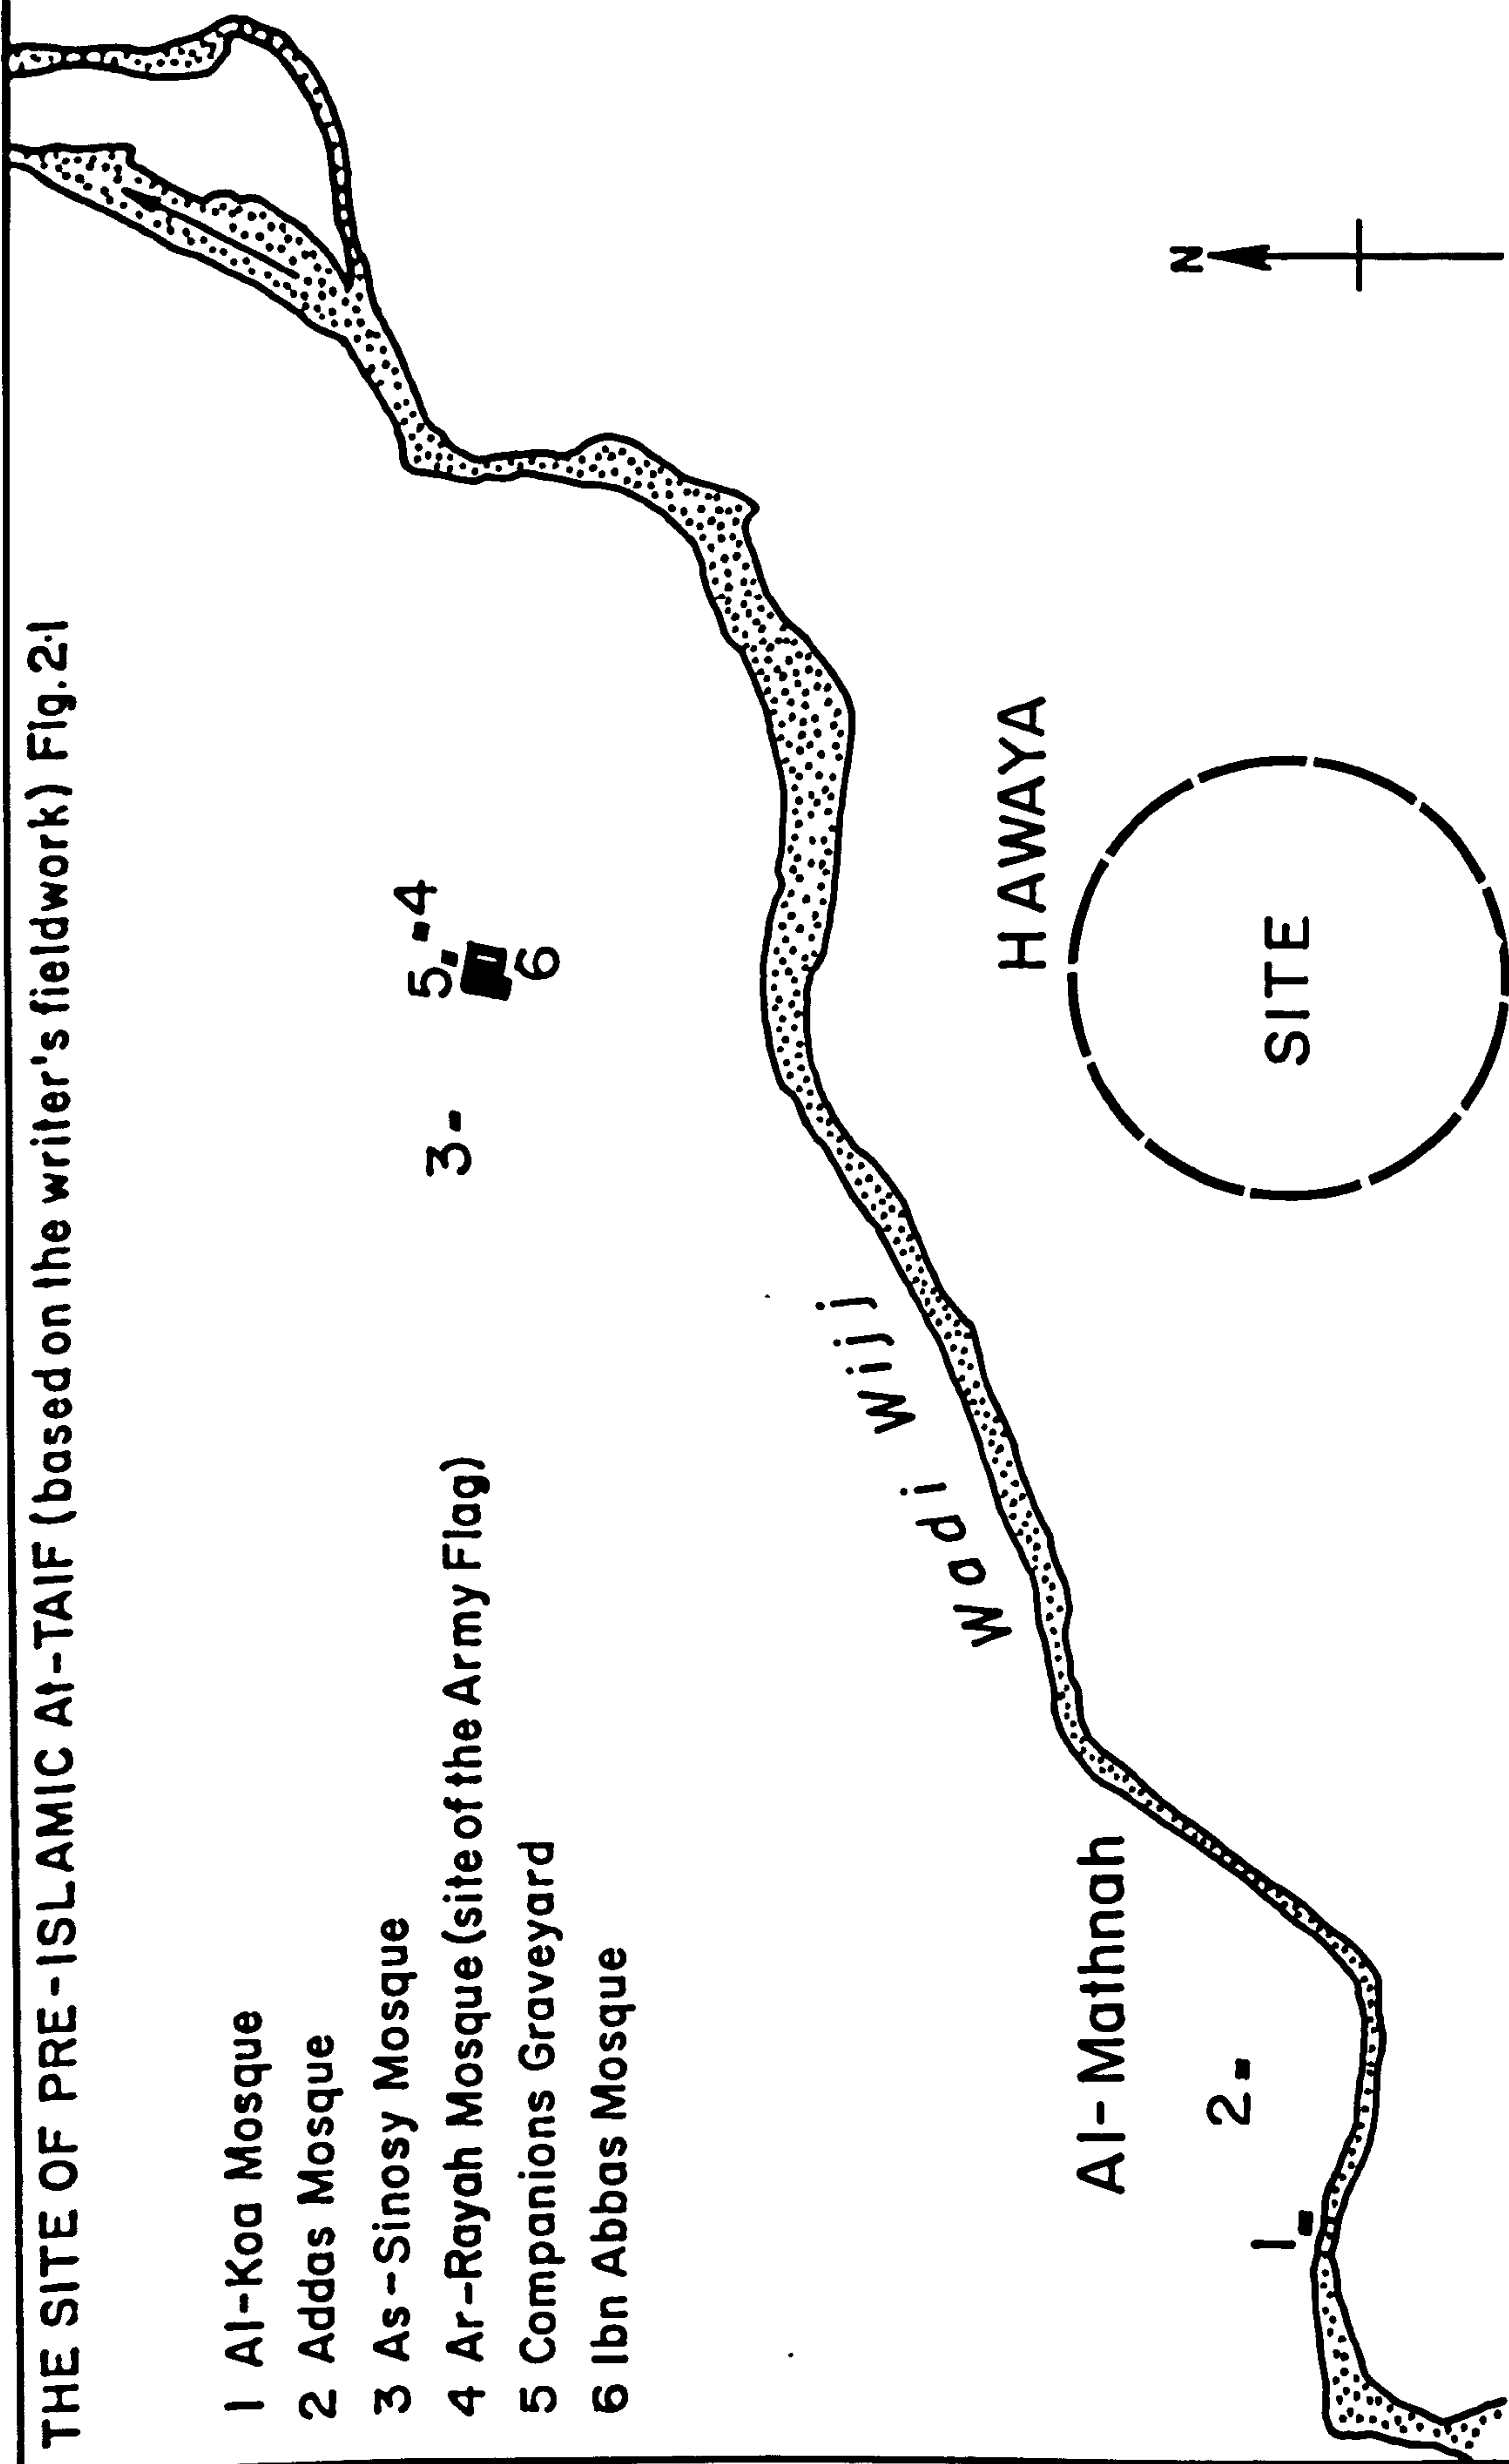 THE SITE OF PRE-ISLAMIC At-TAIF (based on the writer's fieldwork) Fig. 2·1
1 Al-Koa Mosque
2 Addas Mosque
3 As-Sinosy Mosque
4 Ar-Rayah Mosque (site of the Army Flag)
5 Companions Graveyard
6 Ibn Abbas Mosque
5
4
3
6
Wadi Wijj
N
HAWAYA
SITE
Al-Mathnah
2
1